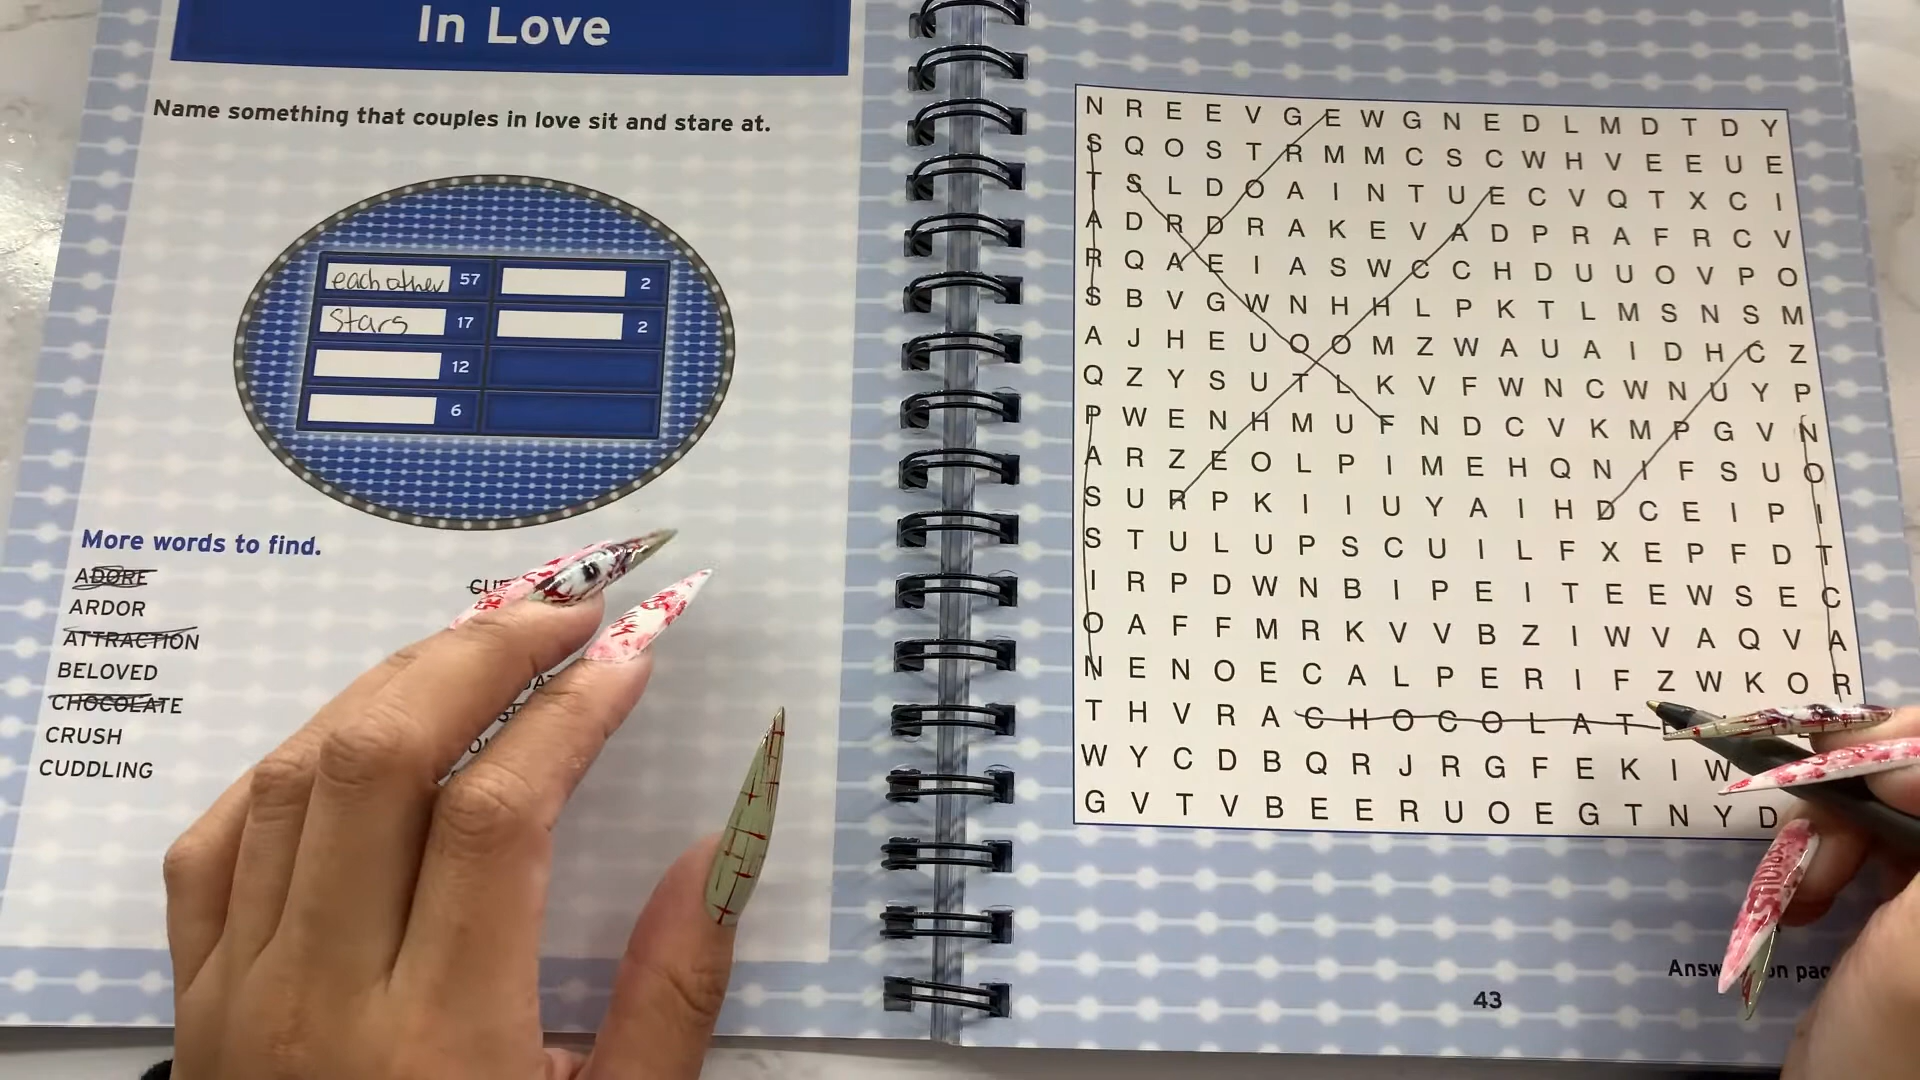 In Love
Name something that couples in love sit and stare at.
each other 57
2
Stars 17
2
12
6
More words to find.
ADORE
ARDOR
ATTRACTION
BELOVED
CHOCOLATE
CRUSH
CUDDLING
N R E E V G E W G N E D L M D T D Y
S Q O S T R M M C S C W H V E E U E
T S L D O A I N T U E C V Q T X C I
A D R D R A K E V A D P R A F R C V
R Q A E I A S W C C H D U U O V P O
S B V G W N H H L P K T L M S N S M
A J H E U O O M Z W A U A I D H C Z
Q Z Y S U T L K V F W N C W N U Y P
P W E N H M U F N D C V K M P G V N
A R Z E O L P I M E H Q N I F S U O
S U R P K I I U Y A I H D C E I P I
S T U L U P S C U I L F X E P F D T
I R P D W N B I P E I T E E W S E C
O A F F M R K V V B Z I W V A Q V A
N E N O E C A L P E R I F Z W K O R
T H V R A C H O C O L A T
W Y C D B Q R J R G F E K I W
G V T V B E E R U O E G T N Y D
43